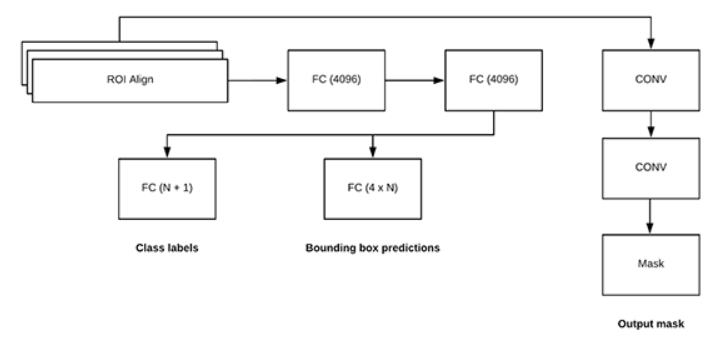 ROI Align
FC (4096)
FC (4096)
CONV
CONV
FC (N + 1)
FC (4 x N)
Class labels
Bounding box predictions
Mask
Output mask